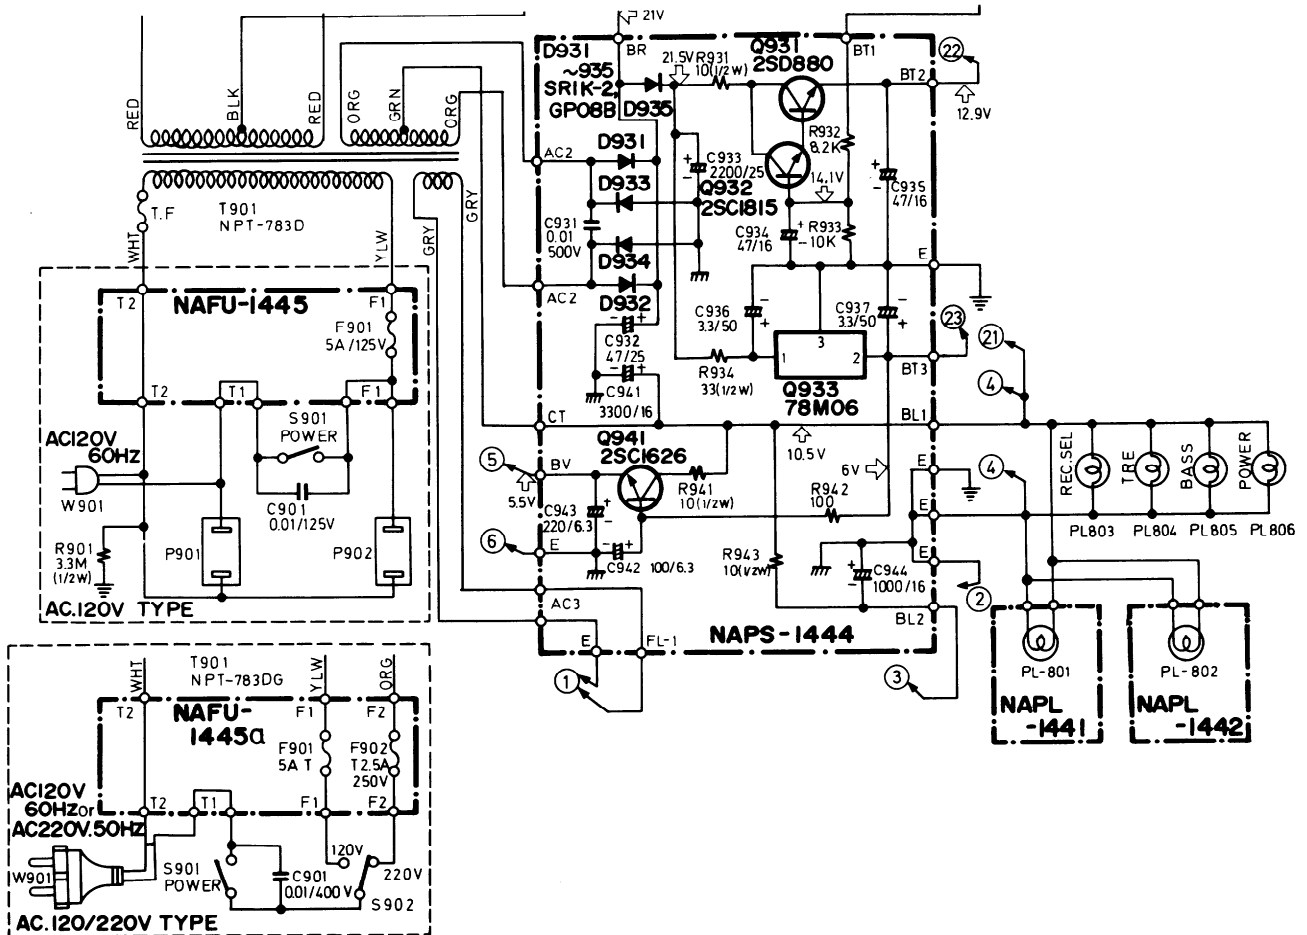 RED
BLK
RED
ORG
GRN
ORG
T.F
T901
NPT-783D
WHT
YLW
GRY
GRY
T2
NAFU-1445
F1
F901
5A/125V
T2
T1
F1
S901
POWER
AC120V
60Hz
W901
C901
0.01/125V
R901
3.3M
(1/2W)
P901
P902
AC.120V TYPE
21V
D931
~935
SR1K-2,
GP08B
BR
21.5V
R931
10(1/2W)
Q931
2SD880
BT1
22
BT2
12.9V
D935
D931
AC2
D933
C931
0.01
500V
D934
AC2
D932
+
C933
2200/25
Q932
2SC1815
R932
8.2K
14.1V
+
-
C935
47/16
C934
47/16
+
-
R933
10K
E
-
+
C932
47/25
-
+
C941
3300/16
C936
3.3/50
-
+
C937
3.3/50
-
+
23
21
4
1
3
2
BT3
R934
33(1/2W)
Q933
78M06
CT
BL1
10.5V
Q941
2SC1626
5
BV
5.5V
6V
E
4
R941
10(1/2W)
R942
100
C943
220/6.3
+
-
6
E
-
+
C942
100/6.3
E
R943
10(1/2W)
+
-
C944
1000/16
E
2
AC3
BL2
NAPS-1444
E
FL-1
1
3
REC.SEL
TRE
BASS
POWER
PL803
PL804
PL805
PL806
PL-801
NAPL
-1441
PL-802
NAPL
-1442
WHT
T901
NPT-783DG
YLW
ORG
T2
NAFU-
1445a
F1
F2
F901
5A T
F902
T2.5A
250V
AC120V
60Hz or
AC220V.50Hz
T2
T1
F1
F2
W901
S901
POWER
C901
0.01/400V
120V
220V
S902
AC.120/220V TYPE